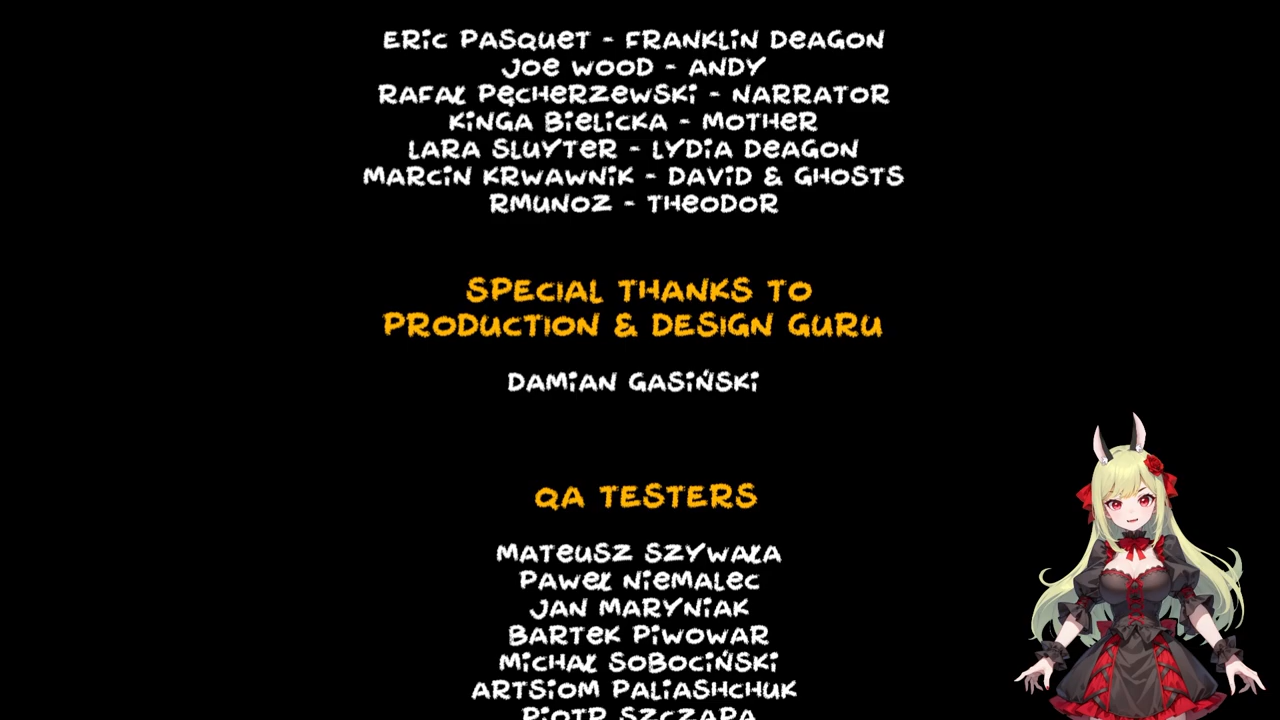 ERIC PASQUET - FRANKLIN DEAGON
JOE WOOD - ANDY
RAFAŁ PĘCHERZEWSKI - NARRATOR
KINGA BIELICKA - MOTHER
LARA SLUYTER - LYDIA DEAGON
MARCIN KRWAWNIK - DAVID & GHOSTS
RMUNOZ - THEODOR
SPECIAL THANKS TO
PRODUCTION & DESIGN GURU
DAMIAN GASIŃSKI
QA TESTERS
MATEUSZ SZYWAŁA
PAWEŁ NIEMALEC
JAN MARYNIAK
BARTEK PIWOWAR
MICHAŁ SOBOCIŃSKI
ARTSIOM PALIASHCHUK
PIOTR SZCZAPA